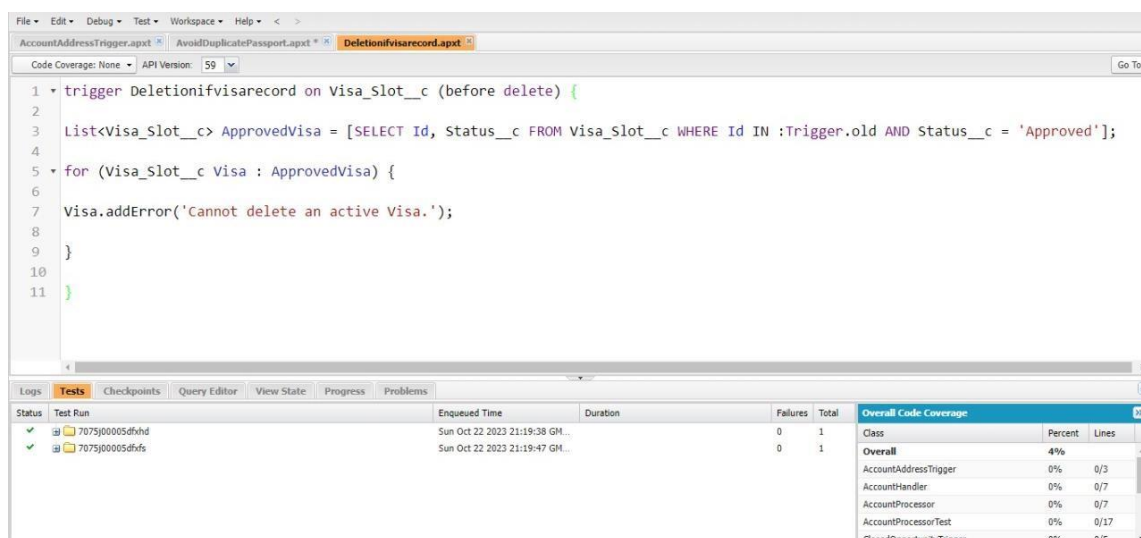 File Edit Debug Test Workspace Help < >
AccountAddressTrigger.apxt AvoidDuplicatePassport.apxt * Deletionifvisarecord.apxt
Code Coverage: None API Version: 59 Go To
1 trigger Deletionifvisarecord on Visa_Slot__c (before delete) {
2
3 List<Visa_Slot__c> ApprovedVisa = [SELECT Id, Status__c FROM Visa_Slot__c WHERE Id IN :Trigger.old AND Status__c = 'Approved'];
4
5 for (Visa_Slot__c Visa : ApprovedVisa) {
6
7 Visa.addError('Cannot delete an active Visa.');
8
9 }
10
11 }
Logs Tests Checkpoints Query Editor View State Progress Problems
Status Test Run Enqueued Time Duration Failures Total Overall Code Coverage
7075j00005dfxhd Sun Oct 22 2023 21:19:38 GM... 0 1 Class Percent Lines
7075j00005dfxfs Sun Oct 22 2023 21:19:47 GM... 0 1 Overall 4%
AccountAddressTrigger 0% 0/3
AccountHandler 0% 0/7
AccountProcessor 0% 0/7
AccountProcessorTest 0% 0/17